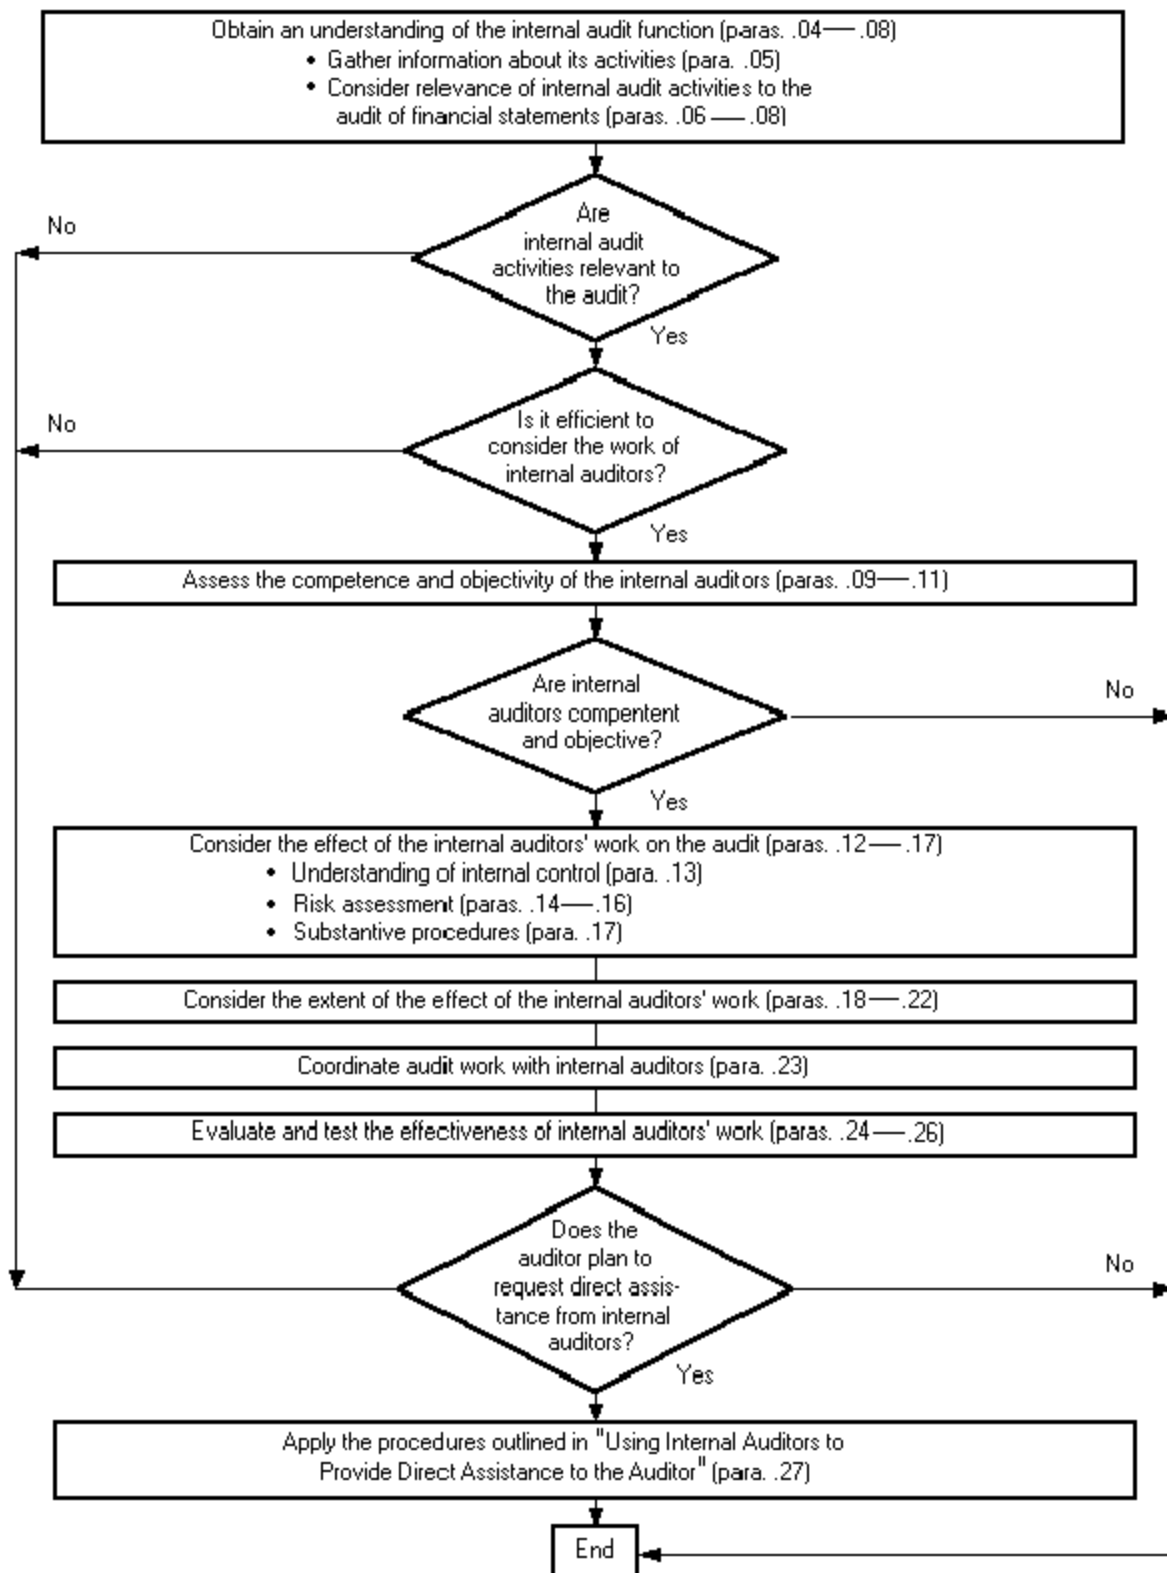 Obtain an understanding of the internal audit function (paras. .04— .08)
• Gather information about its activities (para. .05)
• Consider relevance of internal audit activities to the
audit of financial statements (paras. .06 — .08)
No
Are
internal audit
activities relevant to
the audit?
Yes
No
Is it efficient to
consider the work of
internal auditors?
Yes
Assess the competence and objectivity of the internal auditors (paras. .09—.11)
Are internal
auditors compentent
and objective?
No
Yes
Consider the effect of the internal auditors' work on the audit (paras. .12—.17)
• Understanding of internal control (para. .13)
• Risk assessment (paras. .14—.16)
• Substantive procedures (para. .17)
Consider the extent of the effect of the internal auditors' work (paras. .18—.22)
Coordinate audit work with internal auditors (para. .23)
Evaluate and test the effectiveness of internal auditors' work (paras. .24 —.26)
Does the
auditor plan to
request direct assis-
tance from internal
auditors?
No
Yes
Apply the procedures outlined in "Using Internal Auditors to
Provide Direct Assistance to the Auditor" (para. .27)
End